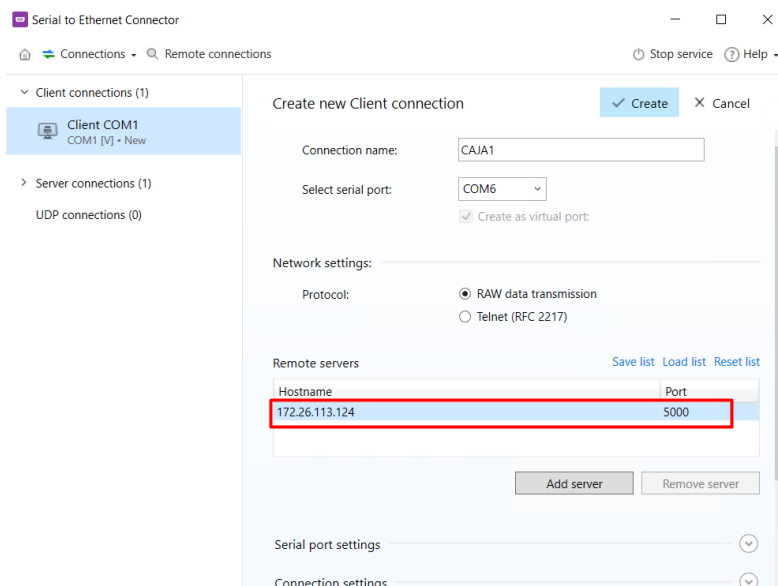 Serial to Ethernet Connector
Connections Remote connections Stop service Help
Client connections (1)
Client COM1
COM1 [V] • New
Server connections (1)
UDP connections (0)
Create new Client connection Create Cancel
Connection name: CAJA1
Select serial port: COM6
Create as virtual port:
Network settings:
Protocol: RAW data transmission
Telnet (RFC 2217)
Remote servers Save list Load list Reset list
Hostname Port
172.26.113.124 5000
Add server Remove server
Serial port settings
Connection settings